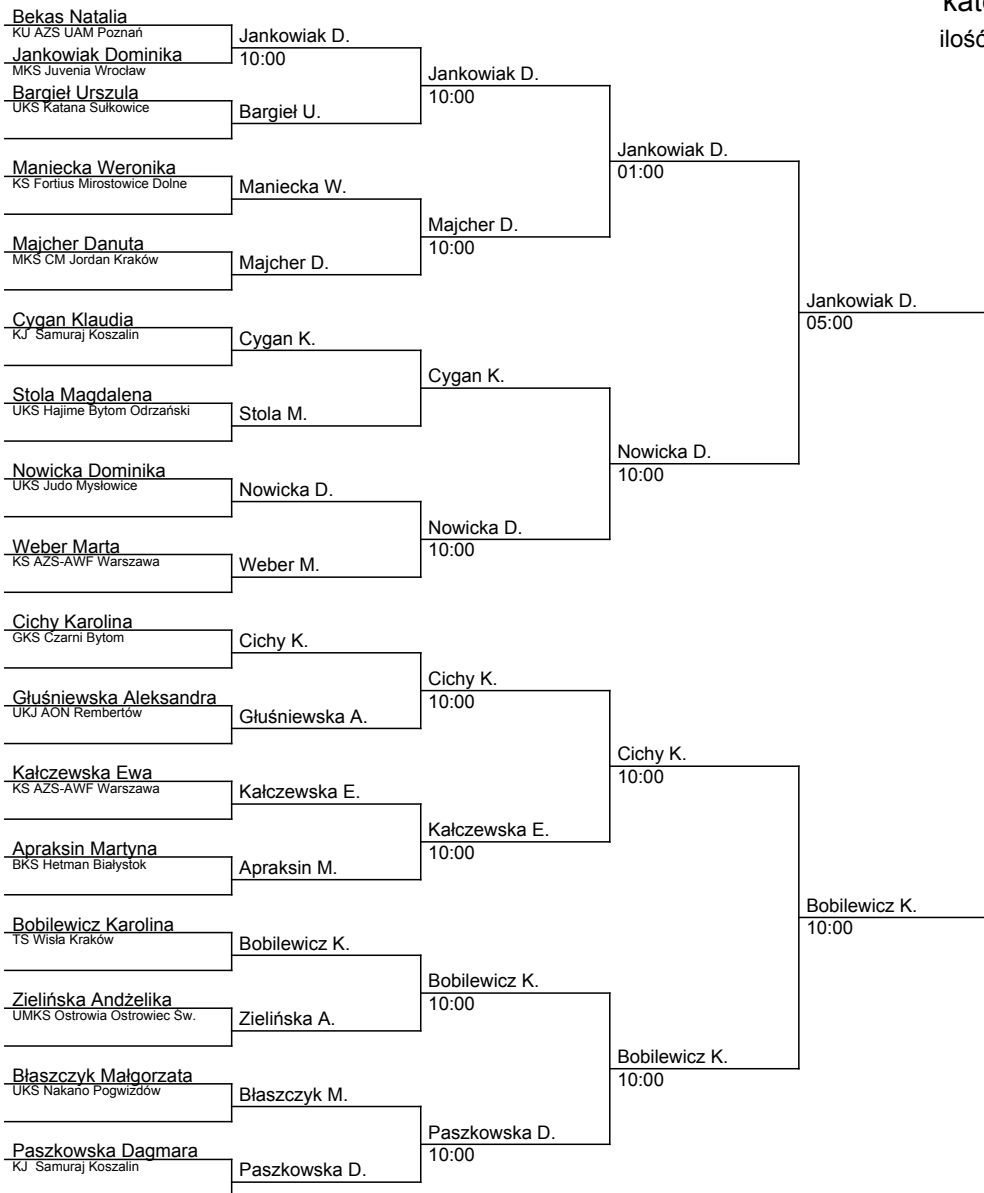 Bekas Natalia
KU AZS UAM Poznań
Jankowiak Dominika
MKS Juvenia Wrocław
Bargieł Urszula
UKS Katana Sułkowice
Maniecka Weronika
KS Fortius Mirostowice Dolne
Majcher Danuta
MKS CM Jordan Kraków
Cygan Klaudia
KJ Samuraj Koszalin
Stola Magdalena
UKS Hajime Bytom Odrzański
Nowicka Dominika
UKS Judo Mysłowice
Weber Marta
KS AZS-AWF Warszawa
Cichy Karolina
GKS Czarni Bytom
Głuśniewska Aleksandra
UKJ AON Rembertów
Kałczewska Ewa
KS AZS-AWF Warszawa
Apraksin Martyna
BKS Hetman Białystok
Bobilewicz Karolina
TS Wisła Kraków
Zielińska Andżelika
UMKS Ostrowia Ostrowiec Św.
Błaszczyk Małgorzata
UKS Nakano Pogwizdów
Paszkowska Dagmara
KJ Samuraj Koszalin
Jankowiak D.
10:00
Bargieł U.
Maniecka W.
Majcher D.
Cygan K.
Stola M.
Nowicka D.
Weber M.
Cichy K.
Głuśniewska A.
Kałczewska E.
Apraksin M.
Bobilewicz K.
Zielińska A.
Błaszczyk M.
Paszkowska D.
Jankowiak D.
10:00
Majcher D.
10:00
Cygan K.
Nowicka D.
10:00
Cichy K.
10:00
Kałczewska E.
10:00
Bobilewicz K.
10:00
Paszkowska D.
10:00
Jankowiak D.
01:00
Nowicka D.
10:00
Cichy K.
10:00
Bobilewicz K.
10:00
Jankowiak D.
05:00
Bobilewicz K.
10:00
ilość